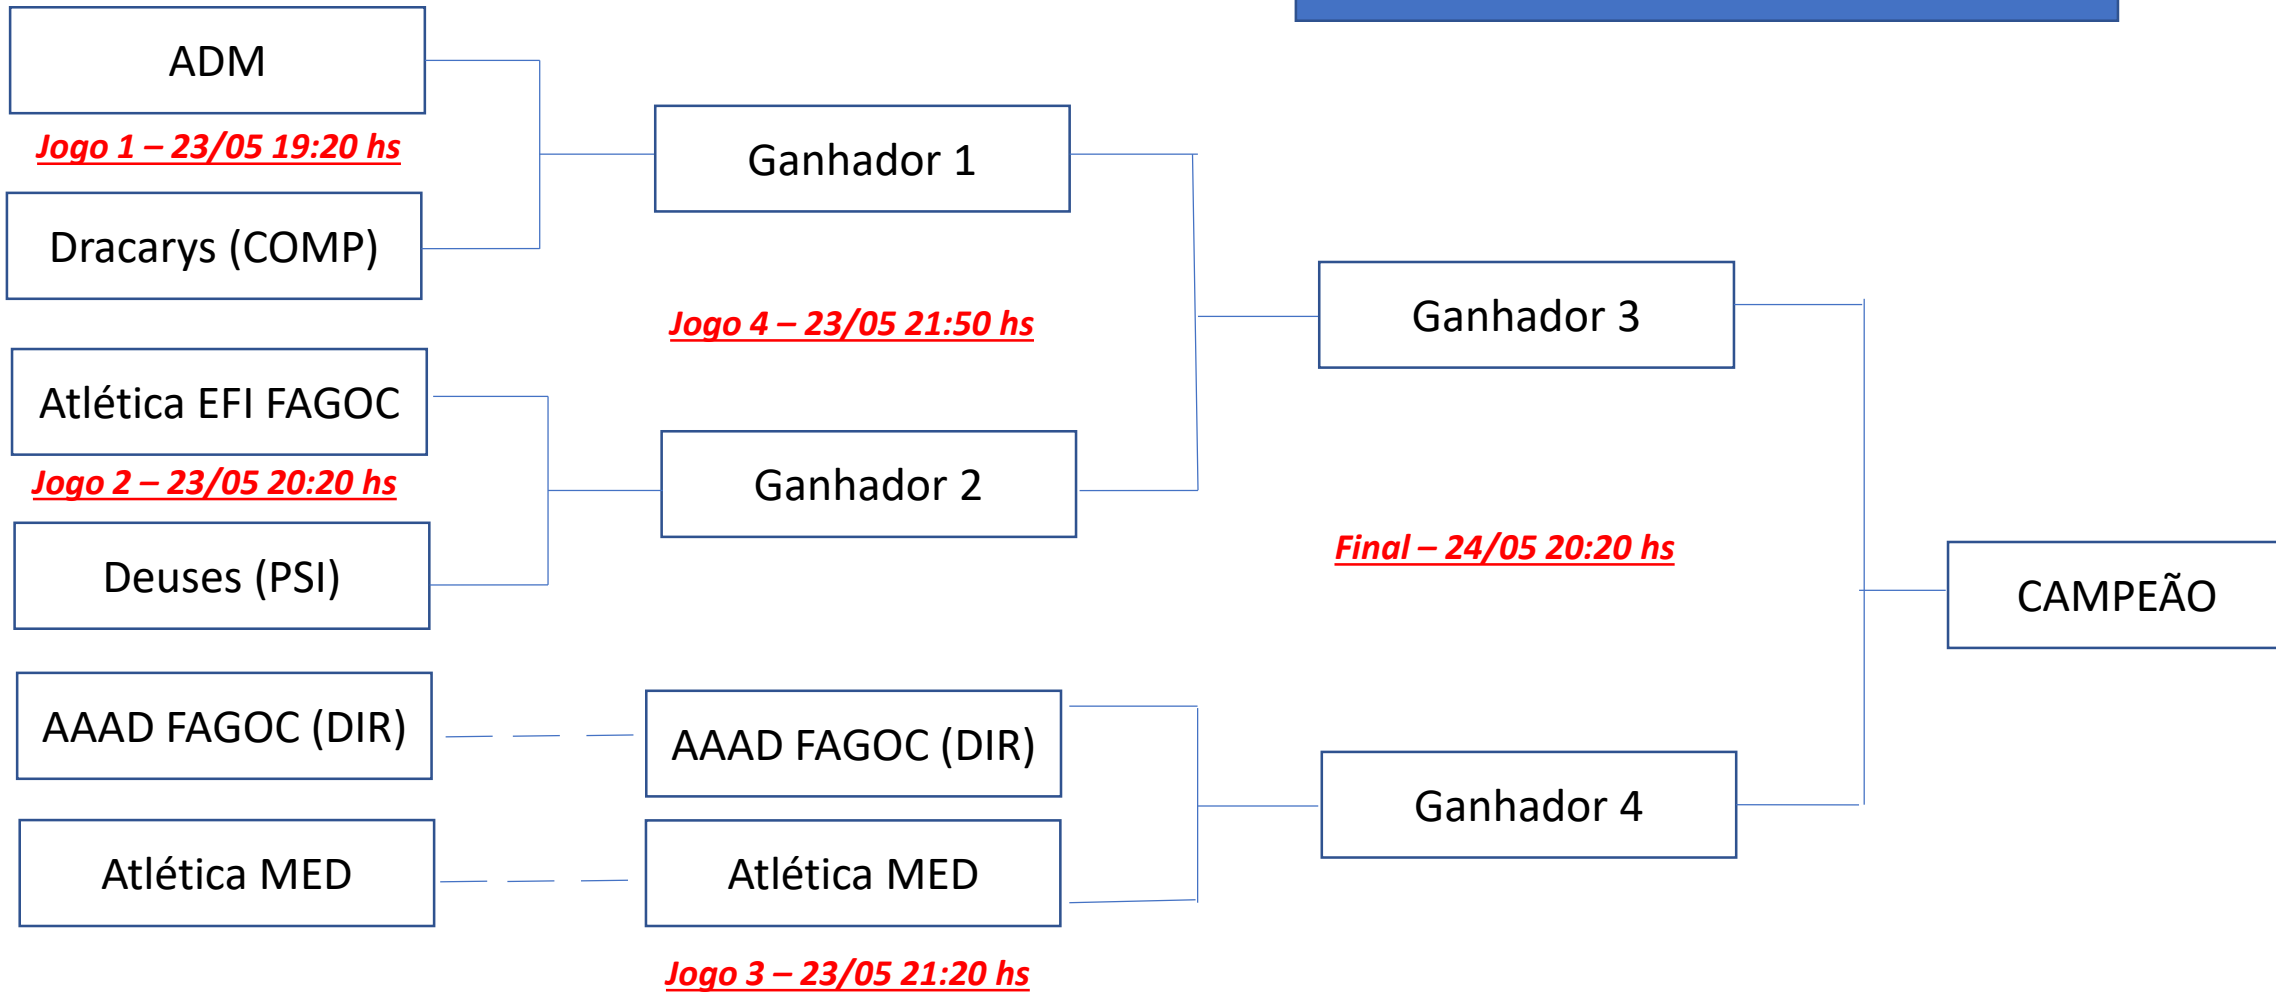 ADM
Jogo 1 – 23/05 19:20 hs
Dracarys (COMP)
Ganhador 1
Jogo 4 – 23/05 21:50 hs
Atlética EFI FAGOC
Jogo 2 – 23/05 20:20 hs
Deuses (PSI)
Ganhador 2
Ganhador 3
Final – 24/05 20:20 hs
CAMPEÃO
AAAD FAGOC (DIR)
AAAD FAGOC (DIR)
Atlética MED
Atlética MED
Ganhador 4
Jogo 3 – 23/05 21:20 hs